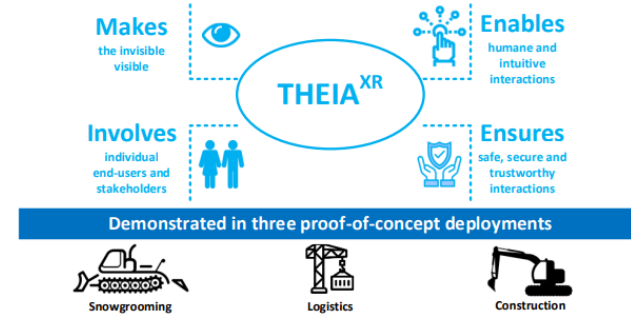 Makes
the invisible
visible
Enables
humane and
intuitive
interactions
THEIA^XR
Involves
individual
end-users and
stakeholders
Ensures
safe, secure and
trustworthy
interactions
Demonstrated in three proof-of-concept deployments
Snowgrooming
Logistics
Construction